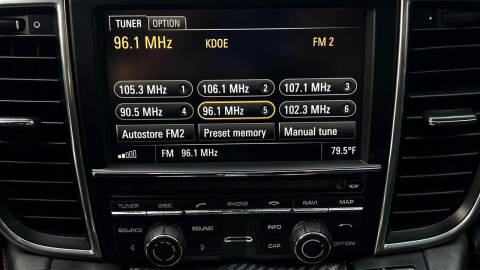 TUNER OPTION
96.1 MHz KDOE FM 2
105.3 MHz 1 106.1 MHz 2 107.1 MHz 3
90.5 MHz 4 96.1 MHz 5 102.3 MHz 6
Autostore FM2 Preset memory Manual tune
FM 96.1 MHz 79.5°F
TUNER DISC PHONE NAVI MAP
SOURCE SOUND INFO
CAR OPTION